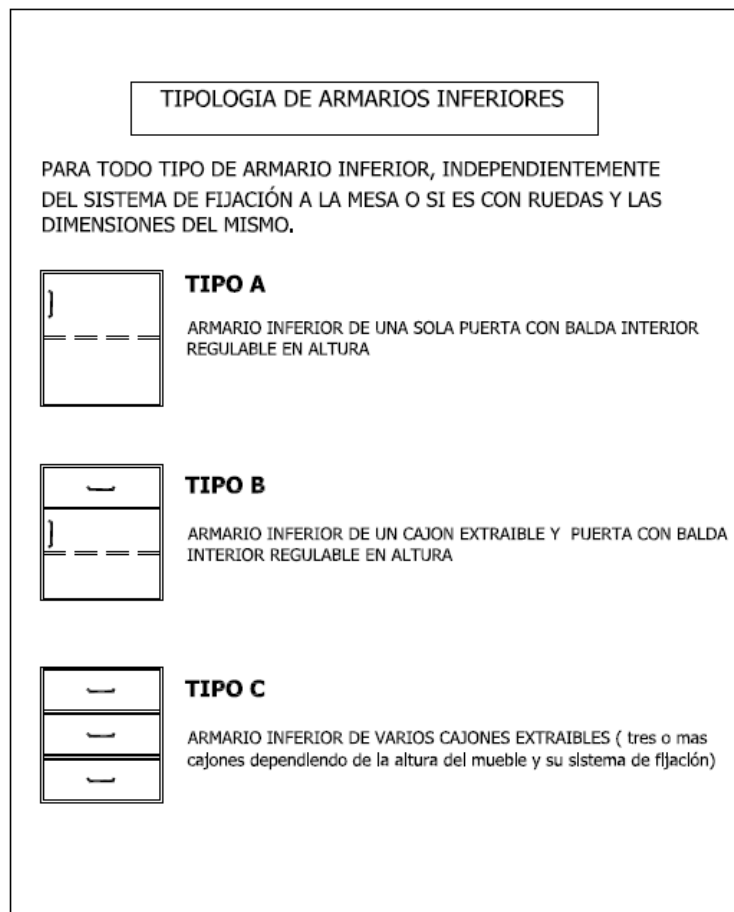 TIPOLOGIA DE ARMARIOS INFERIORES
PARA TODO TIPO DE ARMARIO INFERIOR, INDEPENDIENTEMENTE
DEL SISTEMA DE FIJACIÓN A LA MESA O SI ES CON RUEDAS Y LAS
DIMENSIONES DEL MISMO.
TIPO A
ARMARIO INFERIOR DE UNA SOLA PUERTA CON BALDA INTERIOR
REGULABLE EN ALTURA
TIPO B
ARMARIO INFERIOR DE UN CAJON EXTRAIBLE Y PUERTA CON BALDA
INTERIOR REGULABLE EN ALTURA
TIPO C
ARMARIO INFERIOR DE VARIOS CAJONES EXTRAIBLES ( tres o mas
cajones dependiendo de la altura del mueble y su sistema de fijación)